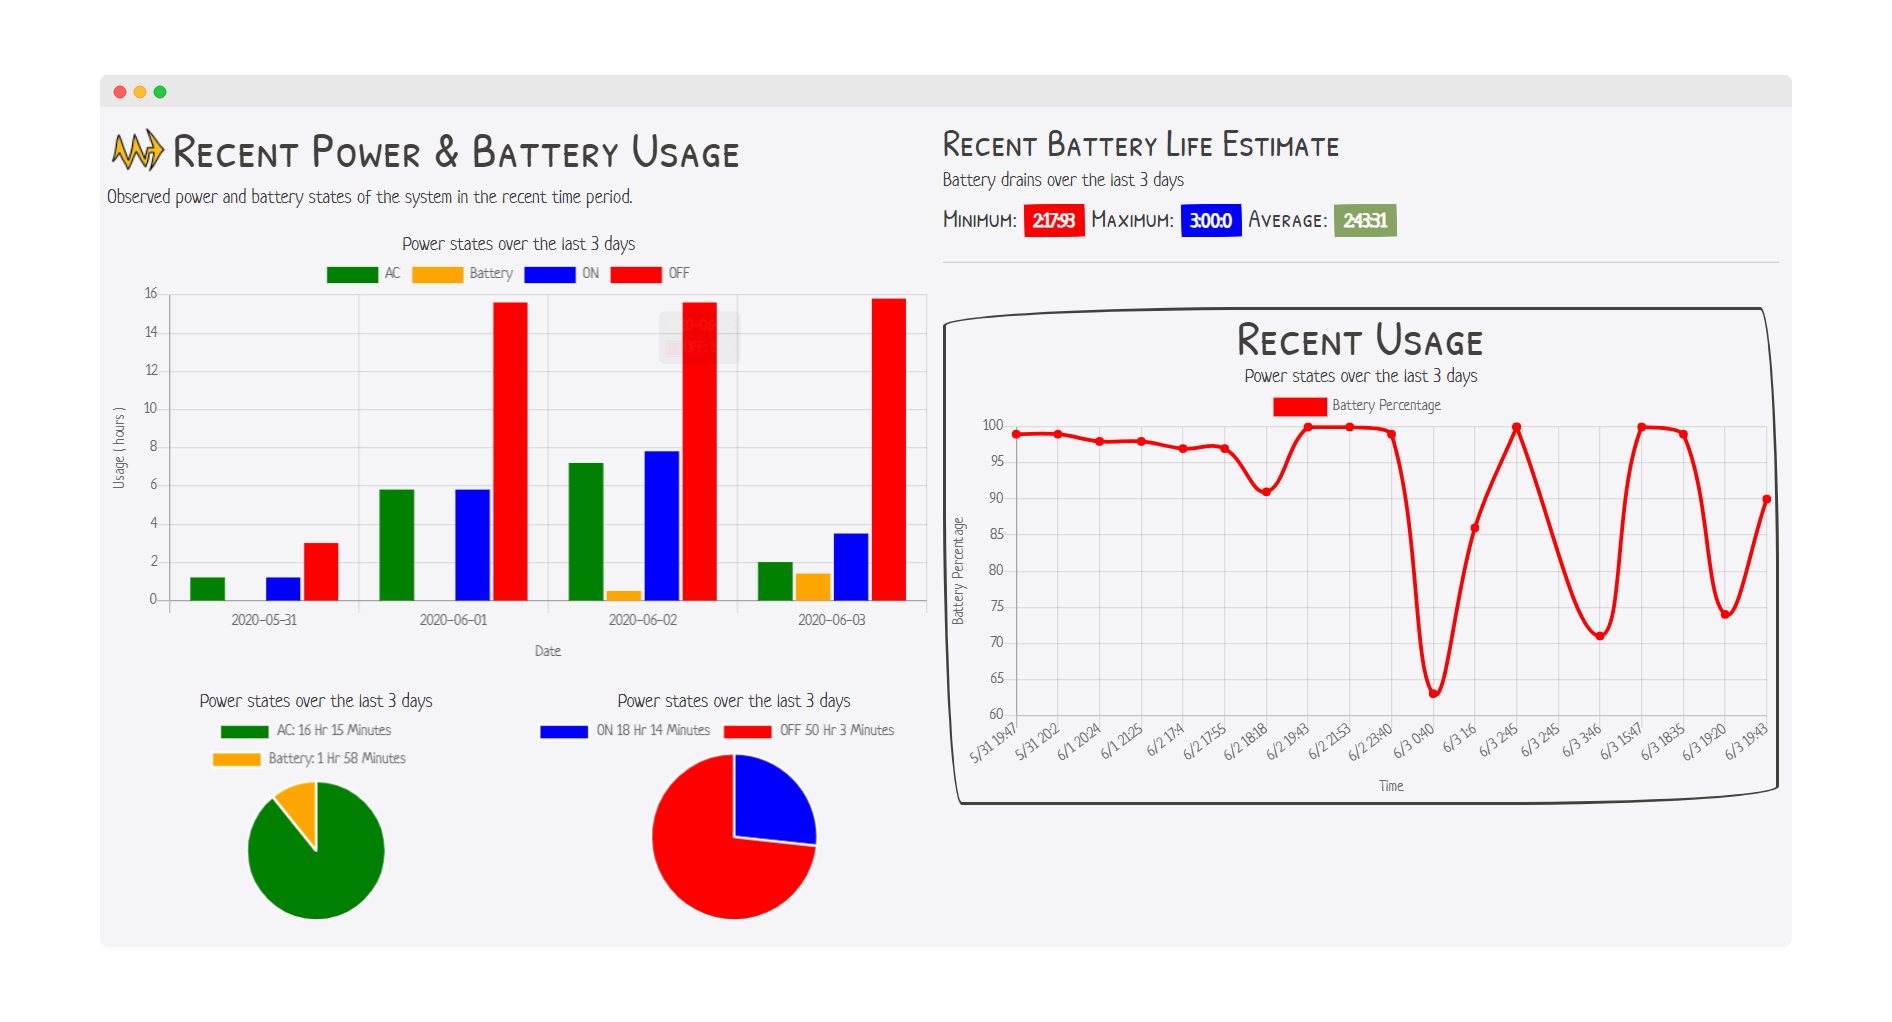 Recent Power & Battery Usage
Observed power and battery states of the system in the recent time period.
Power states over the last 3 days
AC Battery ON OFF
16
14
12
10
8
6
4
2
0
Usage ( hours )
2020-05-31 2020-06-01 2020-06-02 2020-06-03
Date
Power states over the last 3 days
AC: 16 Hr 15 Minutes
Battery: 1 Hr 58 Minutes
Power states over the last 3 days
ON 18 Hr 14 Minutes OFF 50 Hr 3 Minutes
Recent Battery Life Estimate
Battery drains over the last 3 days
Minimum: 2:17:93 Maximum: 3:00:0 Average: 2:43:31
Recent Usage
Power states over the last 3 days
Battery Percentage
100
95
90
85
80
75
70
65
60
Battery Percentage
5/31 19:47 5/31 20:2 6/1 20:24 6/1 21:25 6/2 17:4 6/2 17:55 6/2 18:18 6/2 19:43 6/2 21:53 6/2 23:40 6/3 0:40 6/3 1:6 6/3 2:45 6/3 2:45 6/3 3:46 6/3 15:47 6/3 18:35 6/3 19:20 6/3 19:43
Time